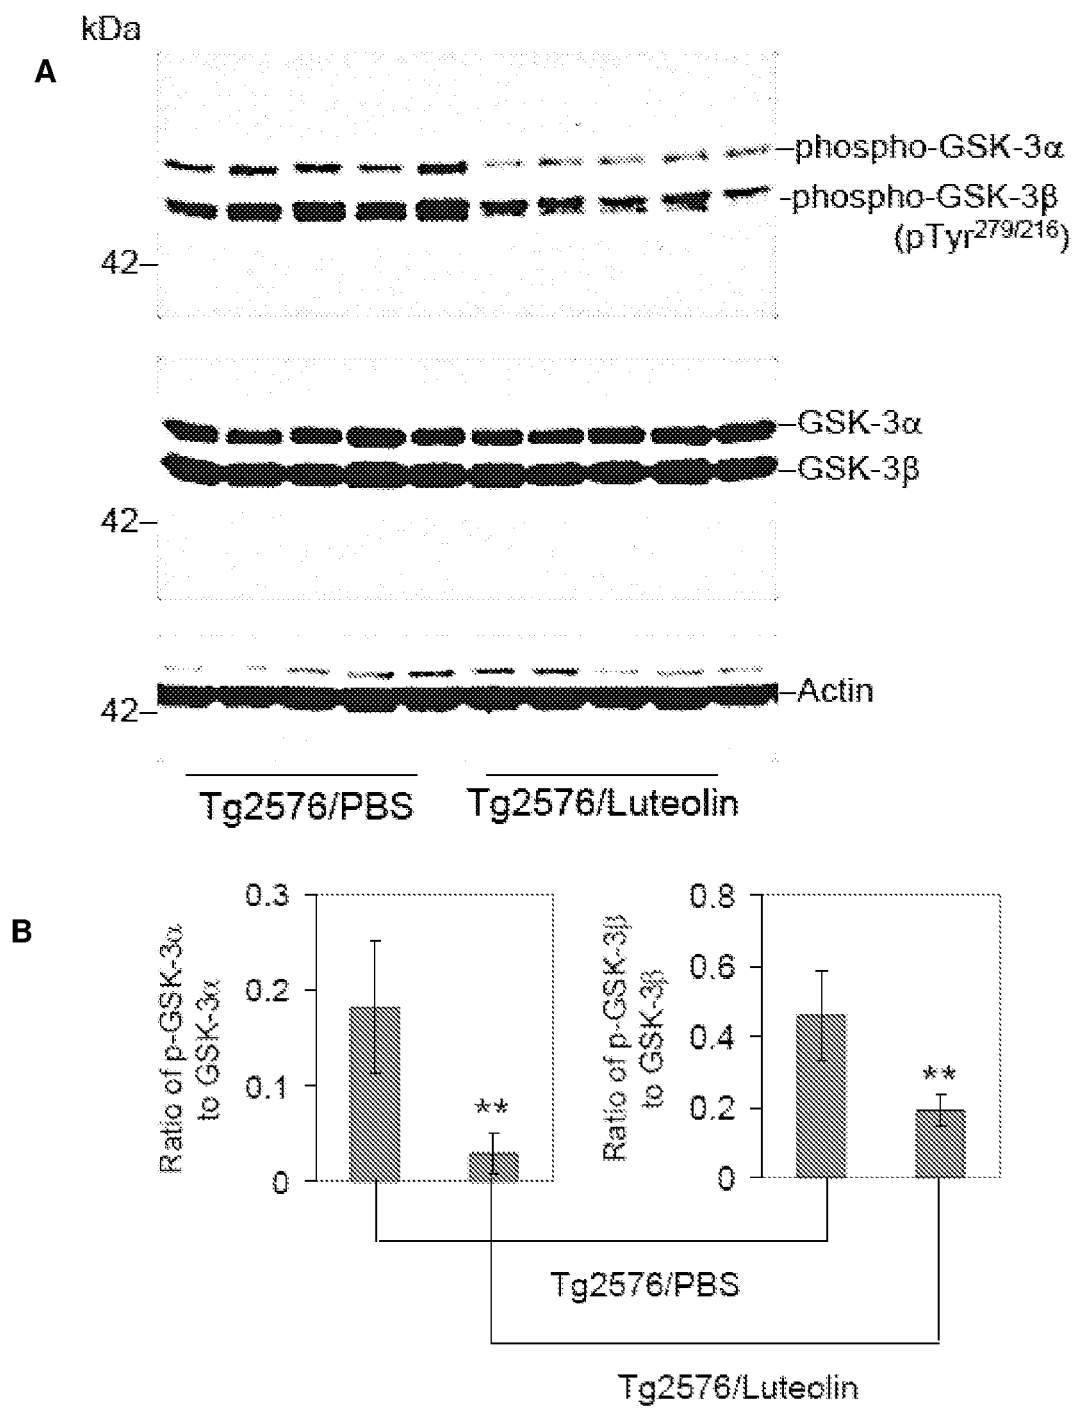 kDa
A
–phospho-GSK-3α
-phospho-GSK-3β
(pTyr279/216)
42–
–GSK-3α
–GSK-3β
42–
–Actin
42–
Tg2576/PBS
Tg2576/Luteolin
B
Ratio of p-GSK-3α
to GSK-3α
0.3
0.2
0.1
0
**
Ratio of p-GSK-3β
to GSK-3β
0.8
0.6
0.4
0.2
0
**
Tg2576/PBS
Tg2576/Luteolin